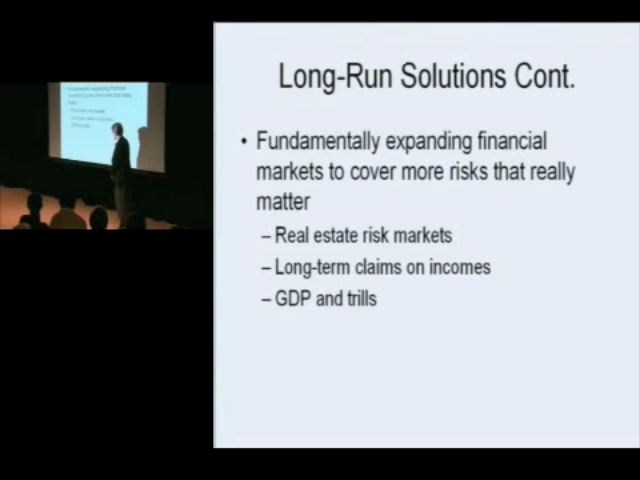 Long-Run Solutions Cont.
• Fundamentally expanding financial
markets to cover more risks that really
matter
– Real estate risk markets
– Long-term claims on incomes
– GDP and trills